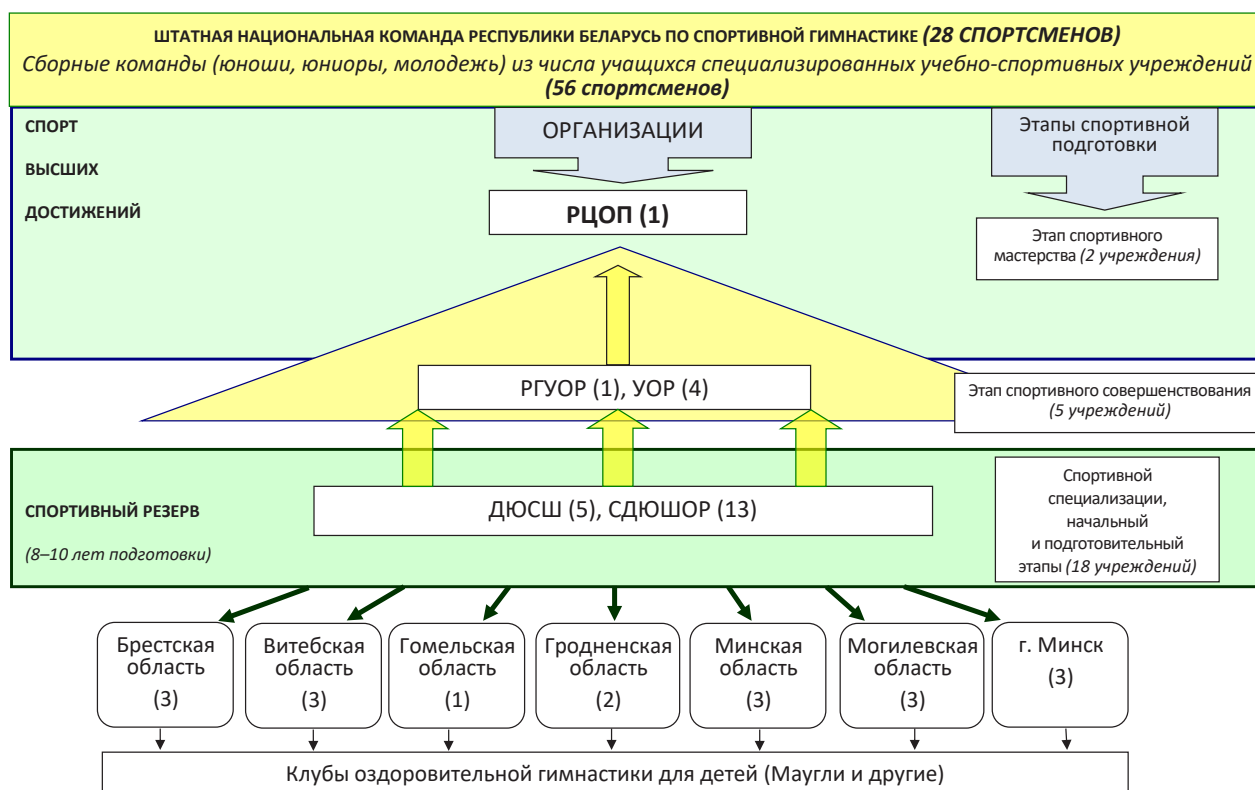 ШТАТНАЯ НАЦИОНАЛЬНАЯ КОМАНДА РЕСПУБЛИКИ БЕЛАРУСЬ ПО СПОРТИВНОЙ ГИМНАСТИКЕ (28 СПОРТСМЕНОВ)
Сборные команды (юноши, юниоры, молодежь) из числа учащихся специализированных учебно-спортивных учреждений
(56 спортсменов)
СПОРТ
ВЫСШИХ
ДОСТИЖЕНИЙ
ОРГАНИЗАЦИИ
Этапы спортивной
подготовки
РЦОП (1)
Этап спортивного
мастерства (2 учреждения)
РГУОР (1), УОР (4)
Этап спортивного совершенствования
(5 учреждений)
СПОРТИВНЫЙ РЕЗЕРВ
(8–10 лет подготовки)
ДЮСШ (5), СДЮШОР (13)
Спортивной
специализации,
начальный
и подготовительный
этапы (18 учреждений)
Брестская
область
(3)
Витебская
область
(3)
Гомельская
область
(1)
Гродненская
область
(2)
Минская
область
(3)
Могилевская
область
(3)
г. Минск
(3)
Клубы оздоровительной гимнастики для детей (Маугли и другие)